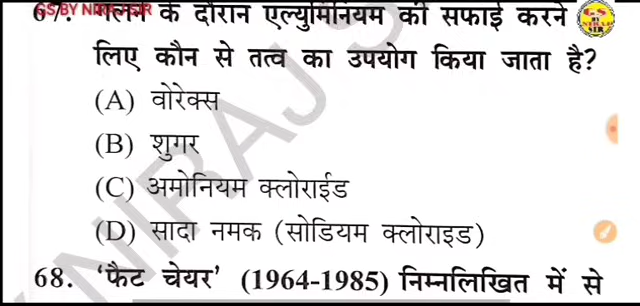 67. गलन के दौरान एल्युमिनियम की सफाई करने
लिए कौन से तत्व का उपयोग किया जाता है?
(A) वोरेक्स
(B) शुगर
(C) अमोनियम क्लोराईड
(D) सादा नमक (सोडियम क्लोराइड)
68. ‘फैट चेयर’ (1964-1985) निम्नलिखित में से